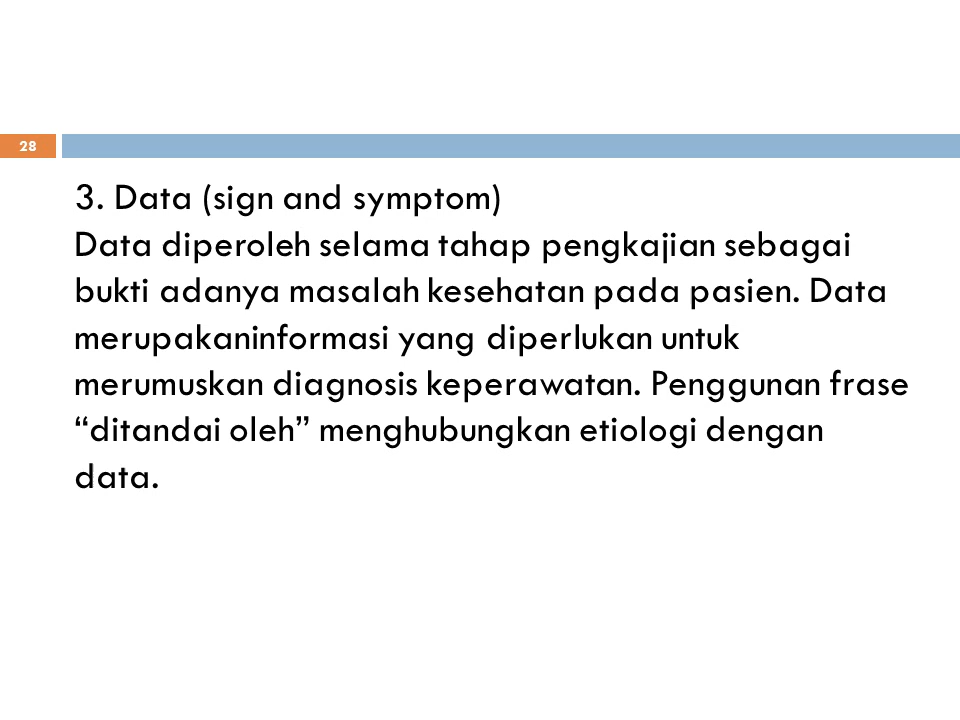 28
3. Data (sign and symptom)
Data diperoleh selama tahap pengkajian sebagai
bukti adanya masalah kesehatan pada pasien. Data
merupakaninformasi yang diperlukan untuk
merumuskan diagnosis keperawatan. Penggunan frase
“ditandai oleh” menghubungkan etiologi dengan
data.